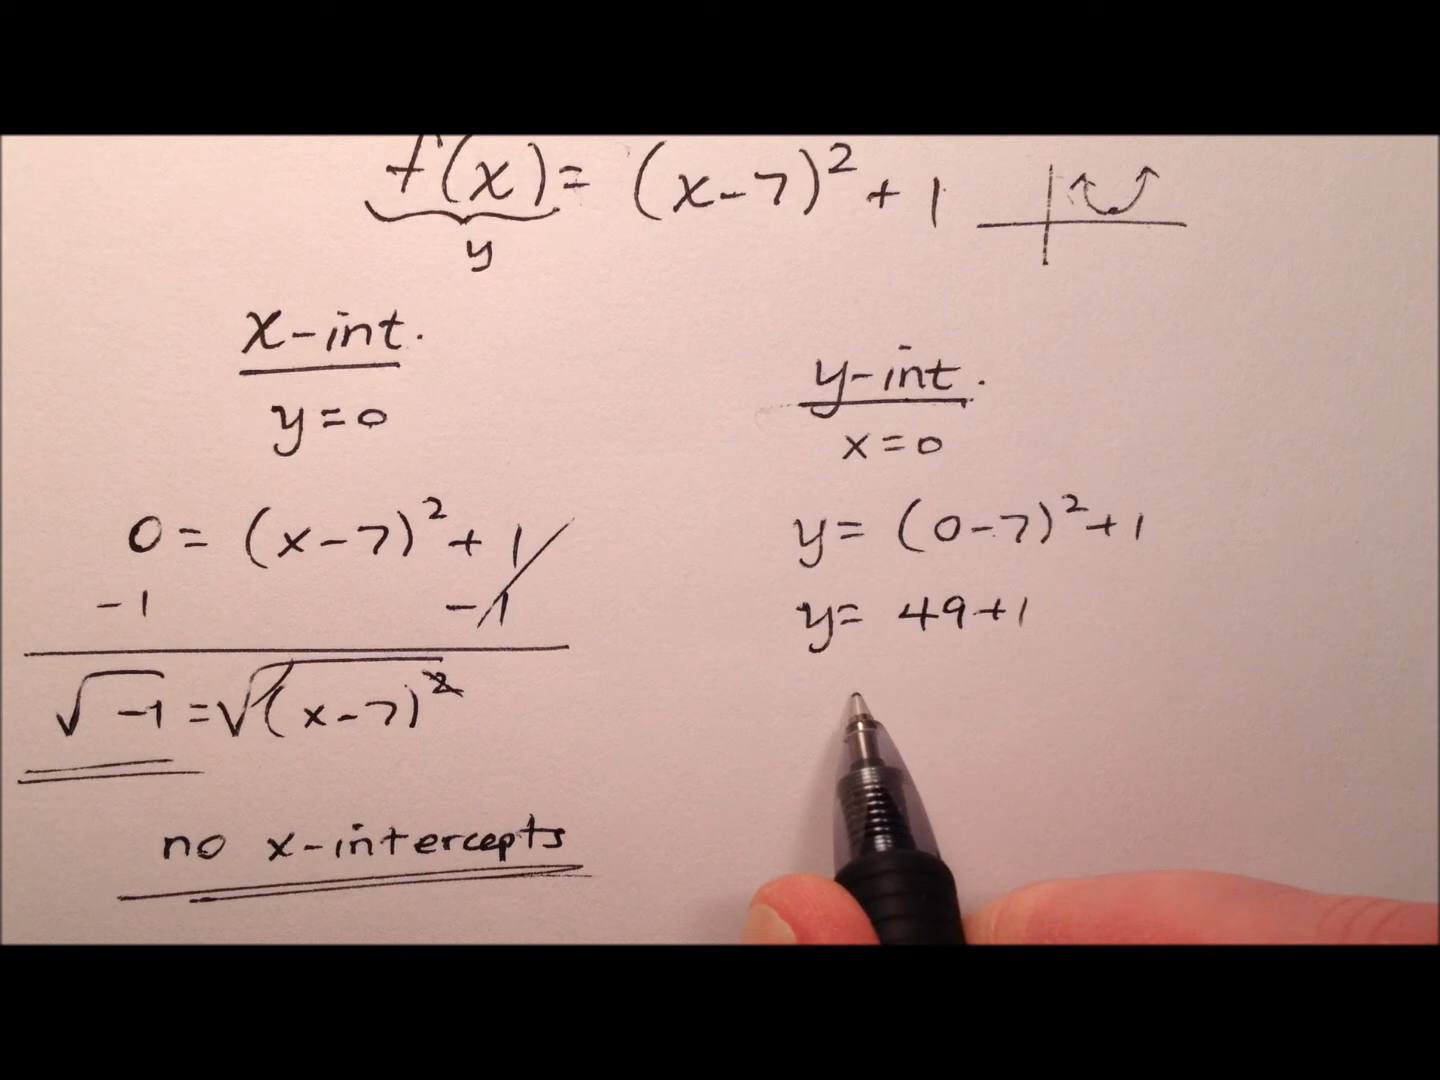 f(x) = (x-7)² + 1
y
x-int.
y=0
0 = (x-7)² + 1
-1 -1
√-1 = √(x-7)²
no x-intercepts
y-int.
x=0
y= (0-7)²+1
y= 49+1